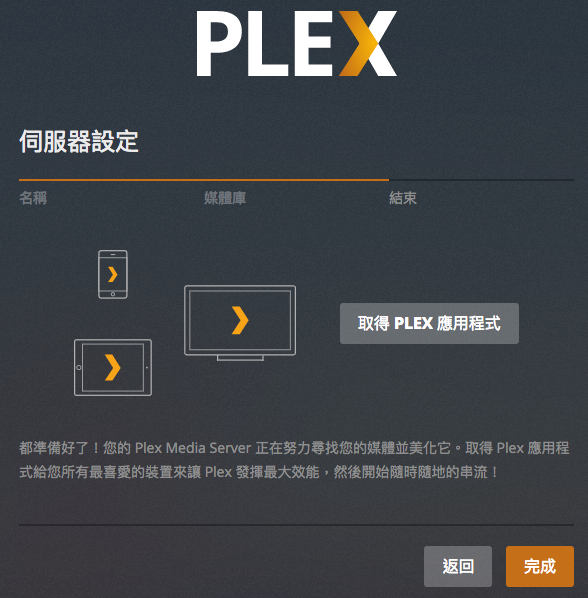 PLEX
伺服器設定
名稱
媒體庫
結束
取得 PLEX 應用程式
都準備好了！您的 Plex Media Server 正在努力尋找您的媒體並美化它。取得 Plex 應用程
式給您所有最喜愛的裝置來讓 Plex 發揮最大效能，然後開始隨時隨地的串流！
返回
完成